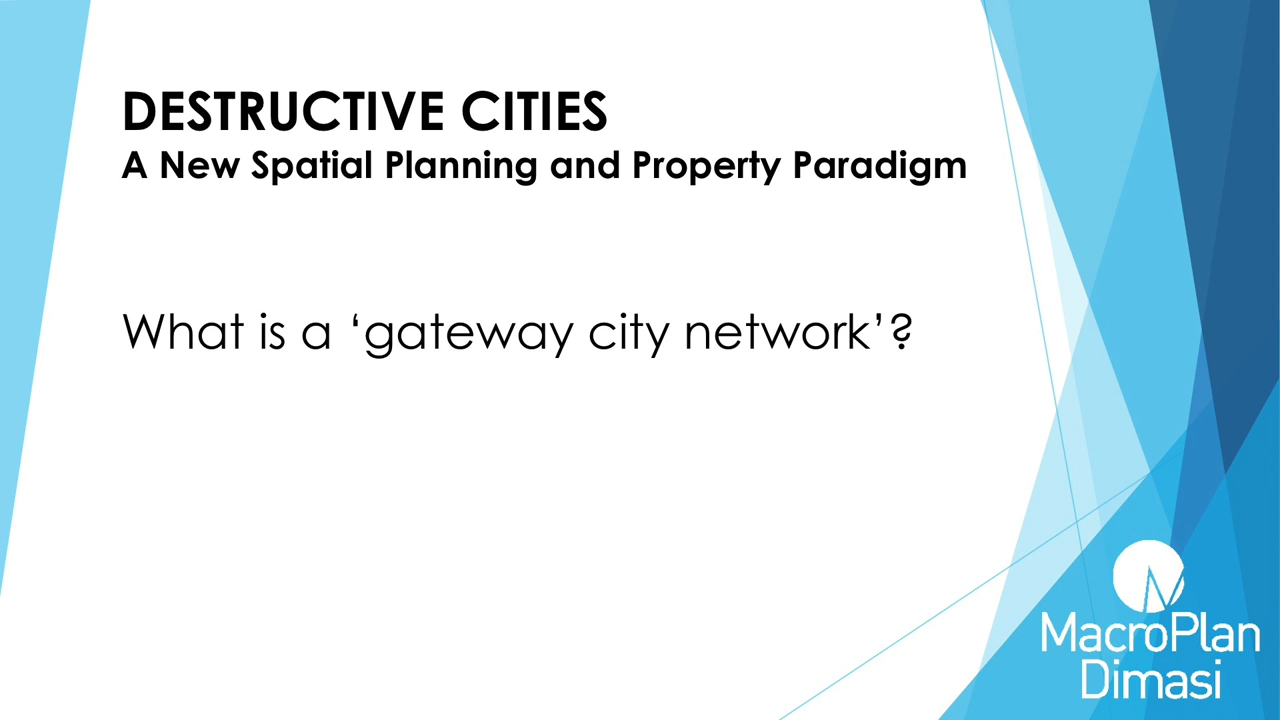 DESTRUCTIVE CITIES
A New Spatial Planning and Property Paradigm
What is a ‘gateway city network’?
MacroPlan
Dimasi